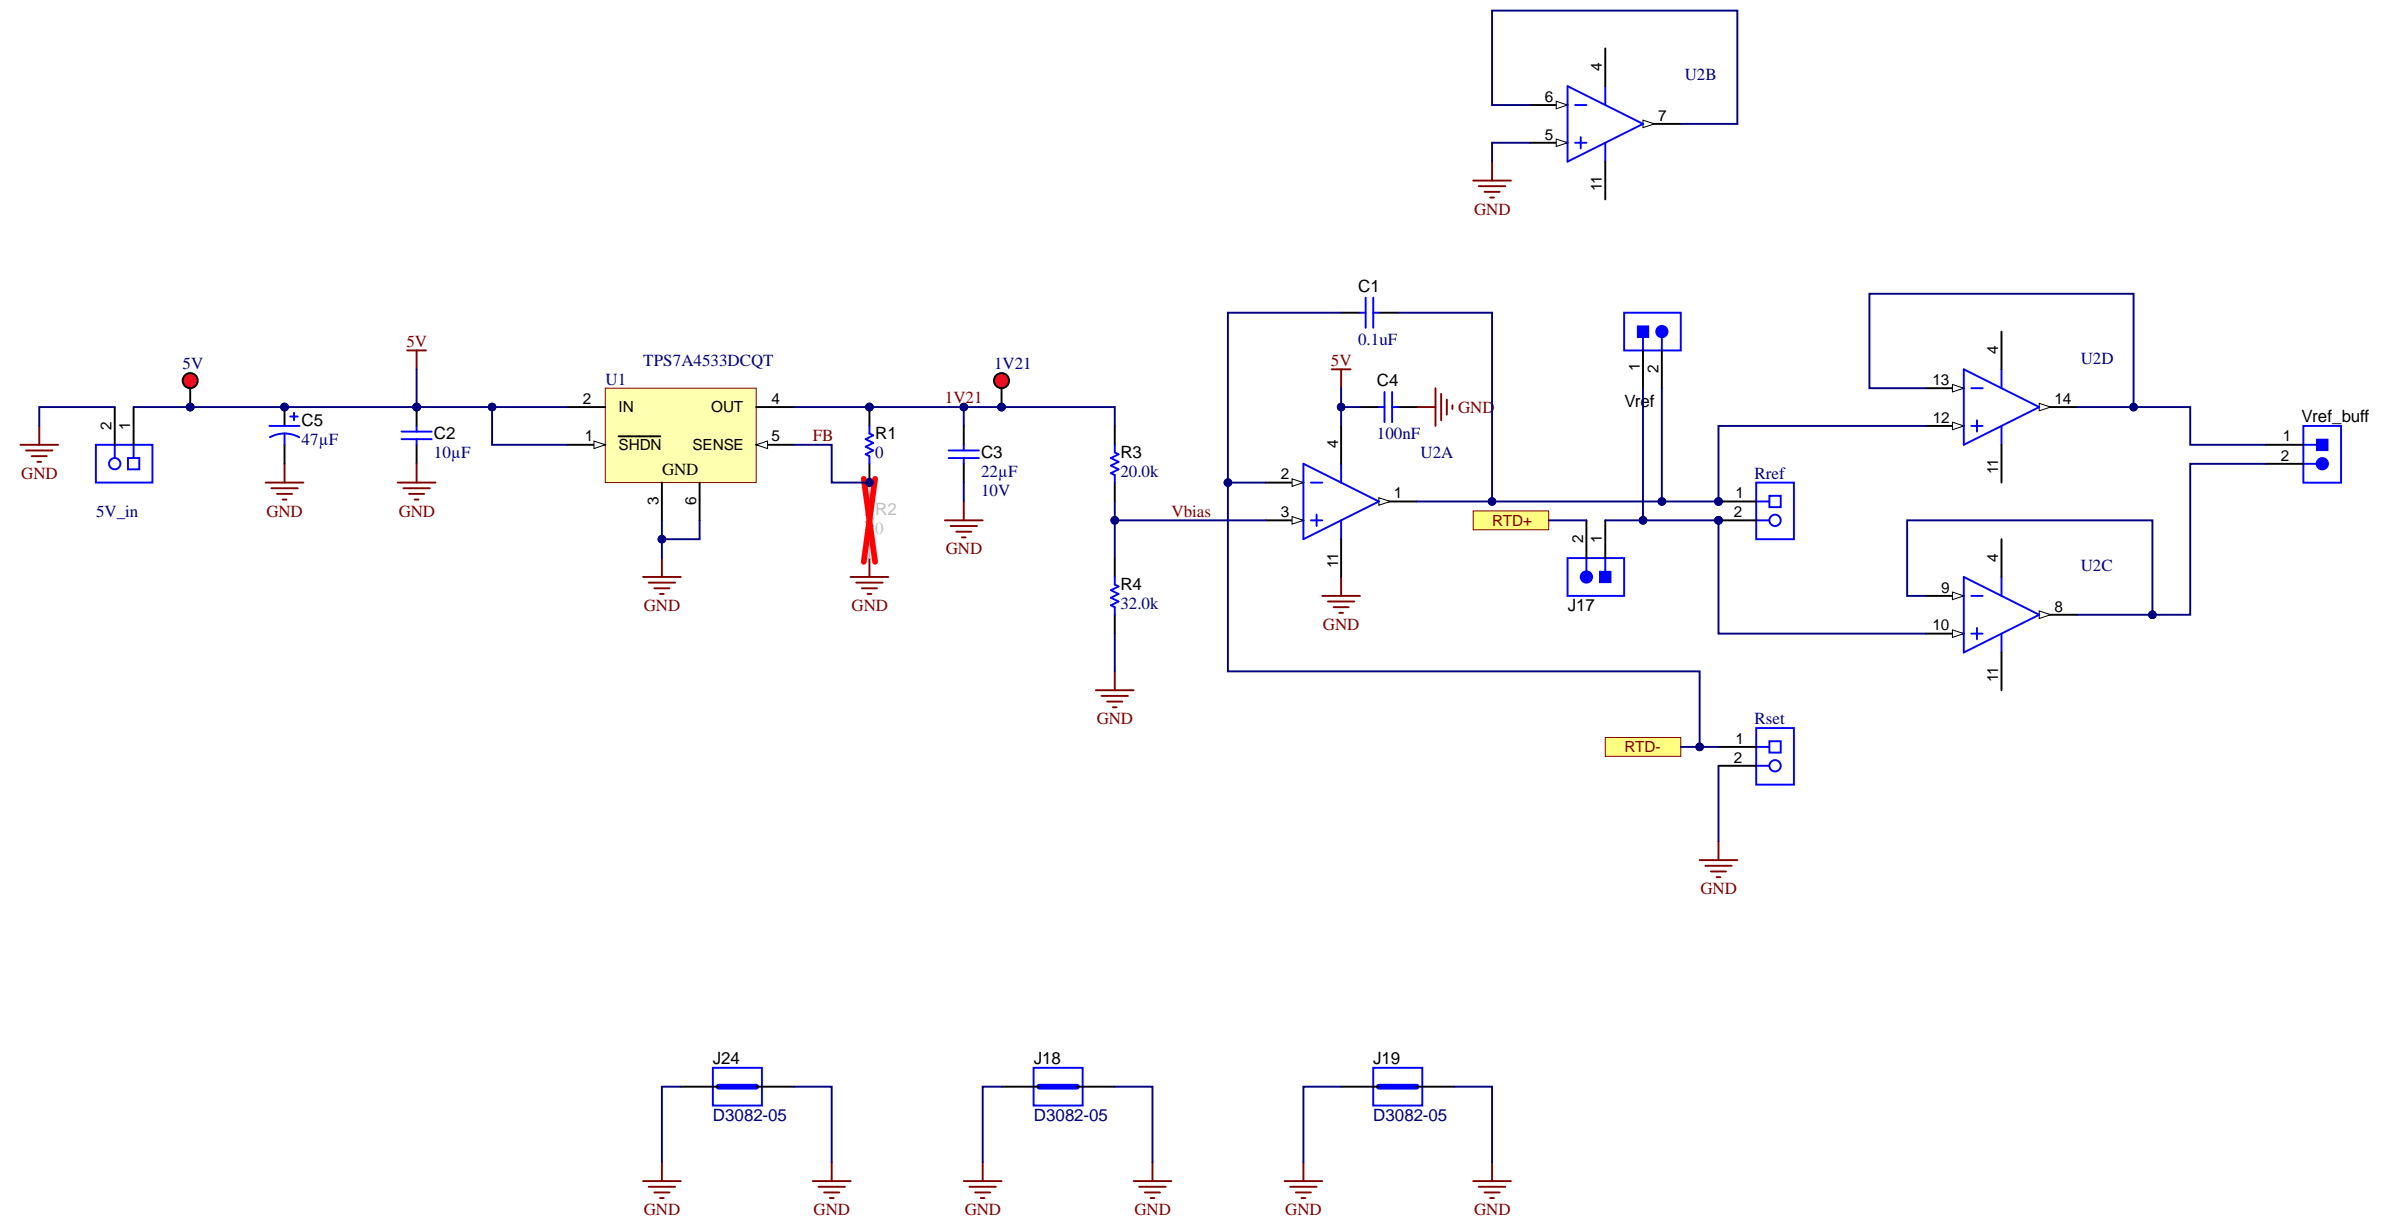 U2B
4
6
7
5
11
GND
C1
0.1uF
5V
C4
GND
100nF
U2A
4
2
1
3
11
GND
Vbias
1
2
Vref
RTD+
2
1
J17
Rref
1
2
U2D
4
13
14
12
11
Vref_buff
1
2
U2C
4
9
8
10
11
RTD-
Rset
1
2
GND
5V
5V
GND
2
1
5V_in
+
C5
47µF
GND
C2
10µF
GND
TPS7A4533DCQT
U1
2
IN
OUT
4
1
SHDN
SENSE
5
GND
3
6
GND
FB
R1
0
R2
0
GND
1V21
1V21
C3
22µF
10V
GND
R3
20.0k
R4
32.0k
GND
J24
D3082-05
GND
GND
J18
D3082-05
GND
GND
J19
D3082-05
GND
GND